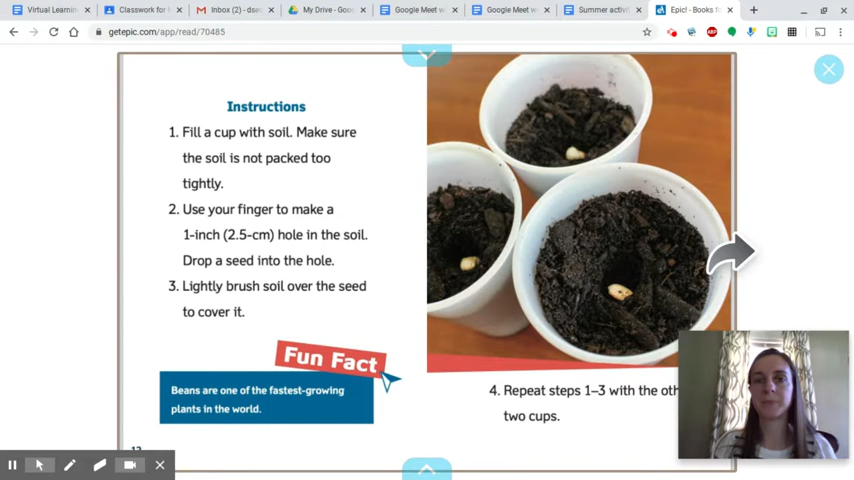 Virtual Learnin
Classwork for M
Inbox (2) - dsec
My Drive - Goo
Google Meet w
Google Meet w
Summer activi
Epic! - Books fo
getepic.com/app/read/70485
ABP
Instructions
1. Fill a cup with soil. Make sure
the soil is not packed too
tightly.
2. Use your finger to make a
1-inch (2.5-cm) hole in the soil.
Drop a seed into the hole.
3. Lightly brush soil over the seed
to cover it.
Fun Fact
Beans are one of the fastest-growing
plants in the world.
4. Repeat steps 1–3 with the oth
two cups.
12